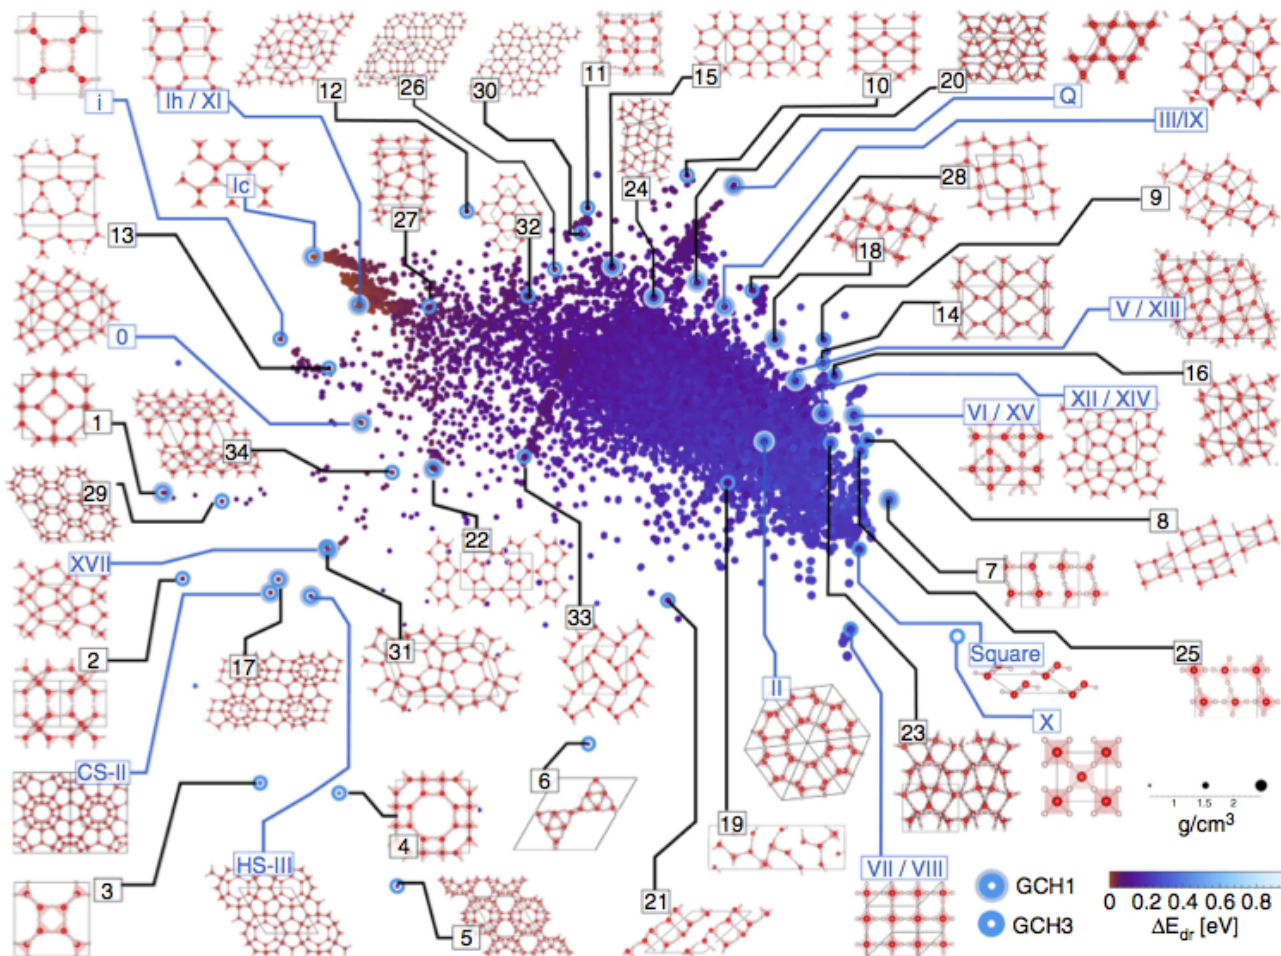 i
Ih / XI
12
26
30
11
15
10
20
Q
III/IX
Ic
27
32
24
28
18
9
13
14
V / XIII
0
16
1
34
VI / XV
XII / XIV
29
22
8
XVII
7
2
17
31
33
Square
25
II
X
CS-II
23
6
3
4
19
1 1.5 2
g/cm³
HS-III
VII / VIII
GCH1
21
GCH3
5
0 0.2 0.4 0.6 0.8
ΔE_dr [eV]